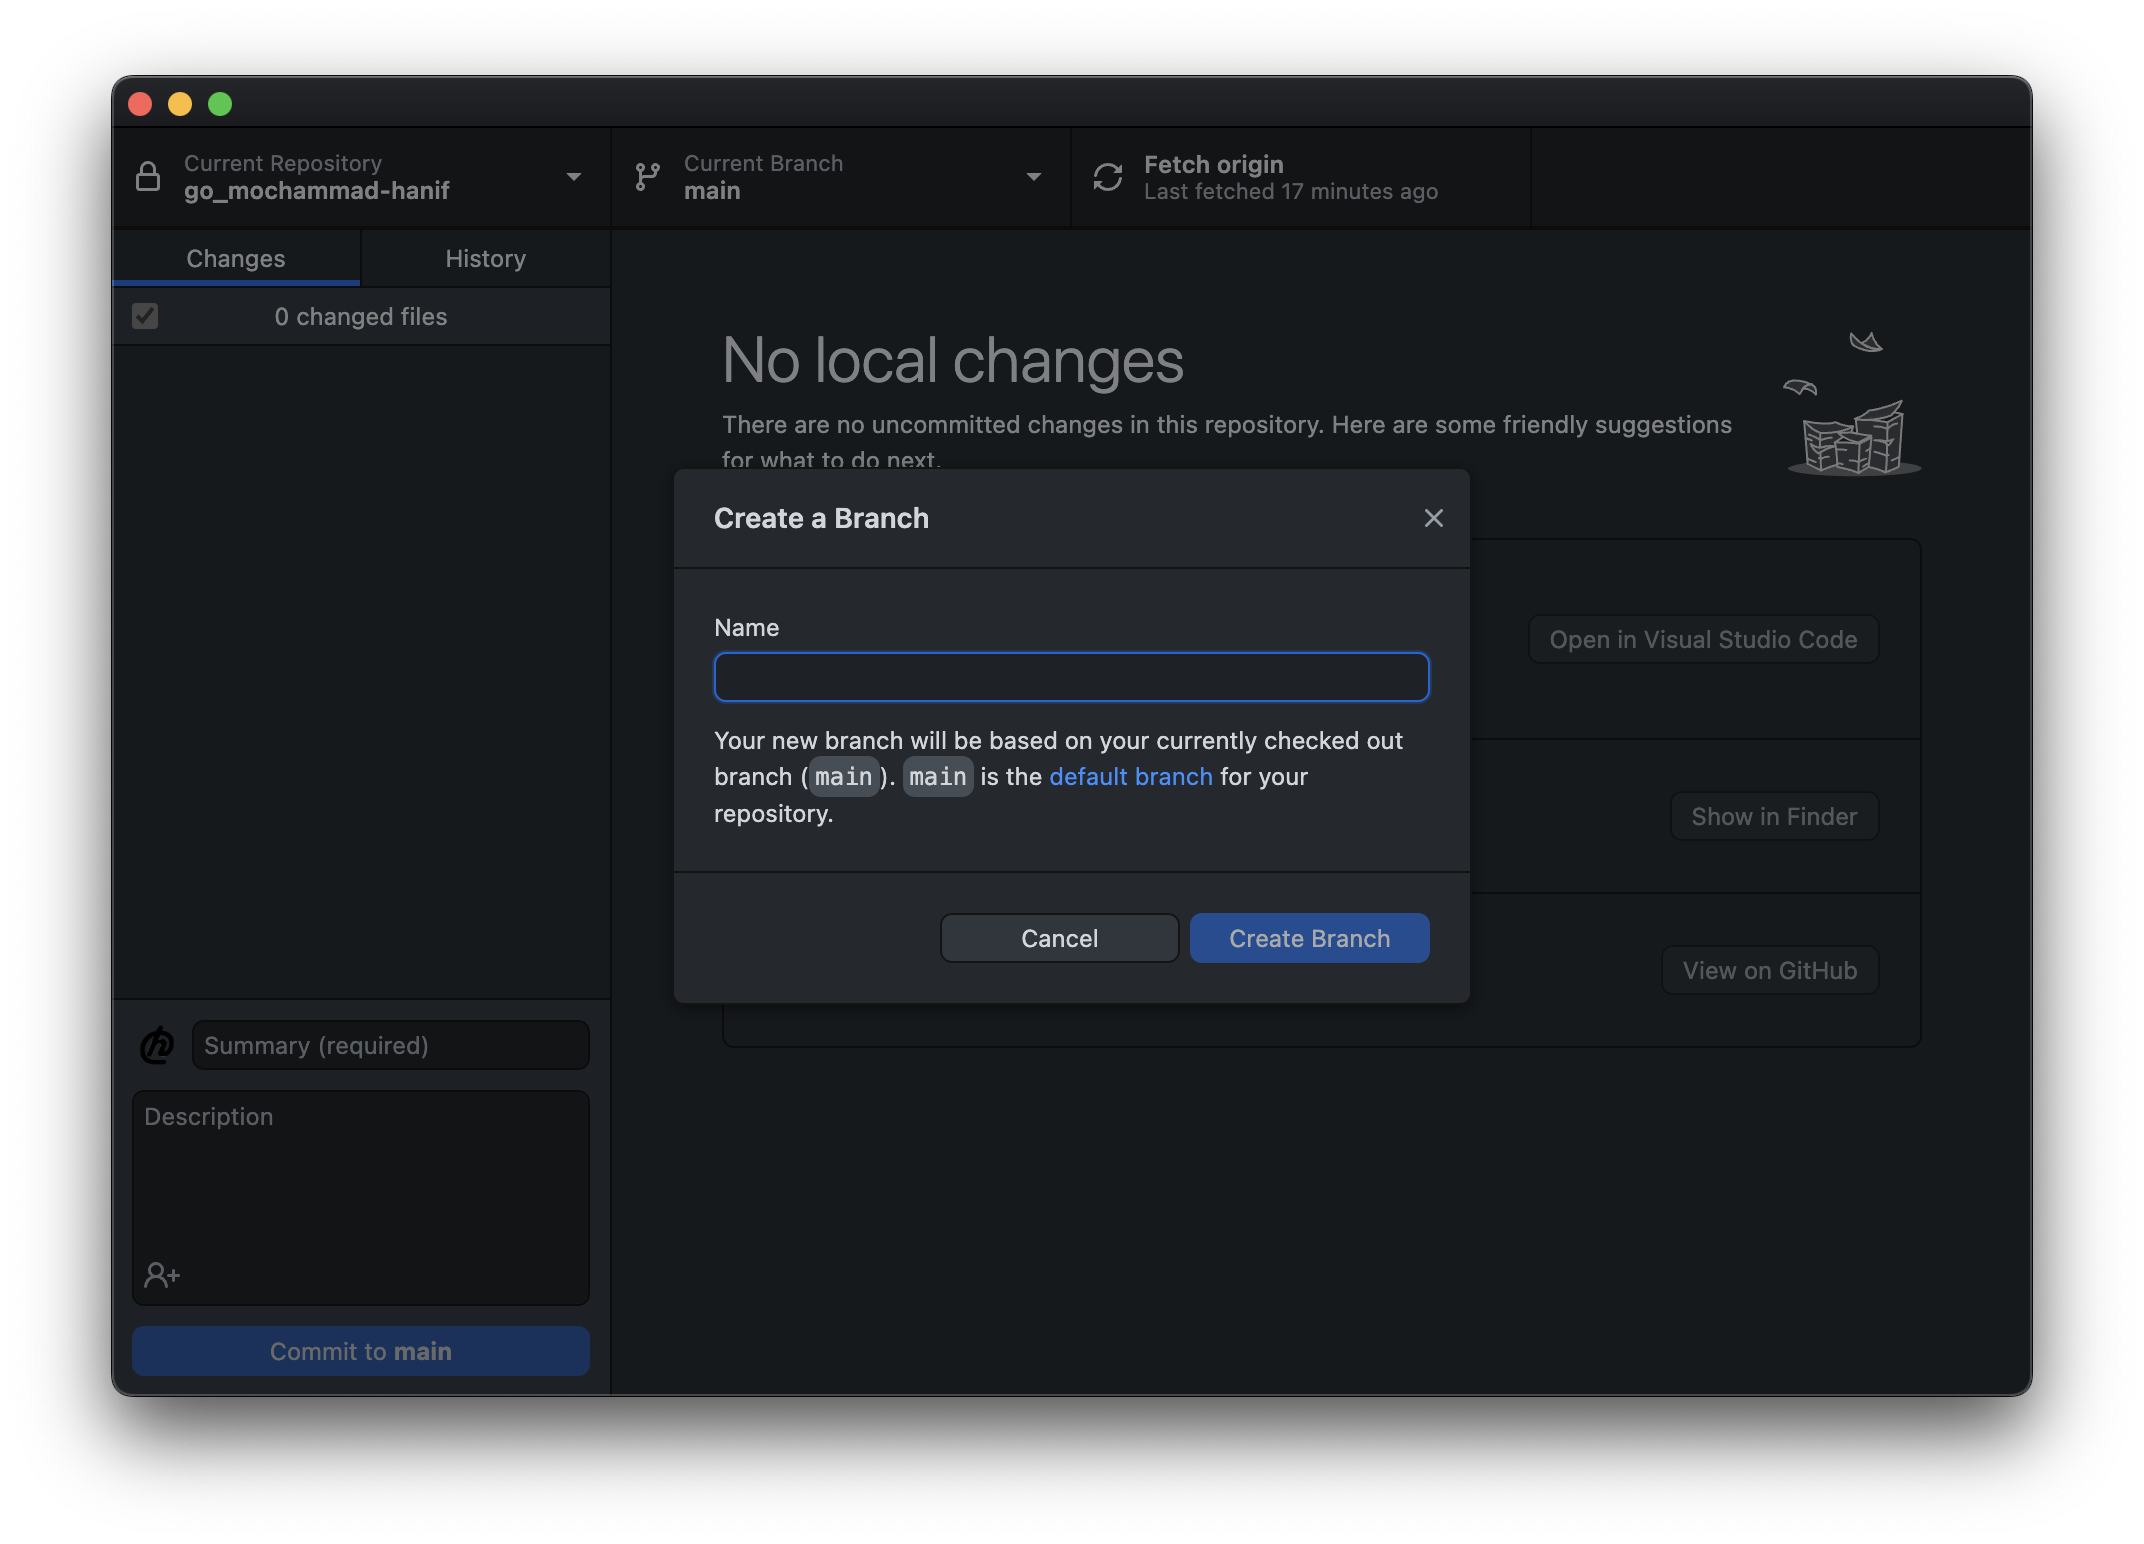 Current Repository
go_mochammad-hanif
Current Branch
main
Fetch origin
Last fetched 17 minutes ago
Changes
History
0 changed files
No local changes
There are no uncommitted changes in this repository. Here are some friendly suggestions
for what to do next.
Create a Branch
Name
Your new branch will be based on your currently checked out
branch (main). main is the default branch for your
repository.
Cancel
Create Branch
Open in Visual Studio Code
Show in Finder
View on GitHub
Summary (required)
Description
Commit to main